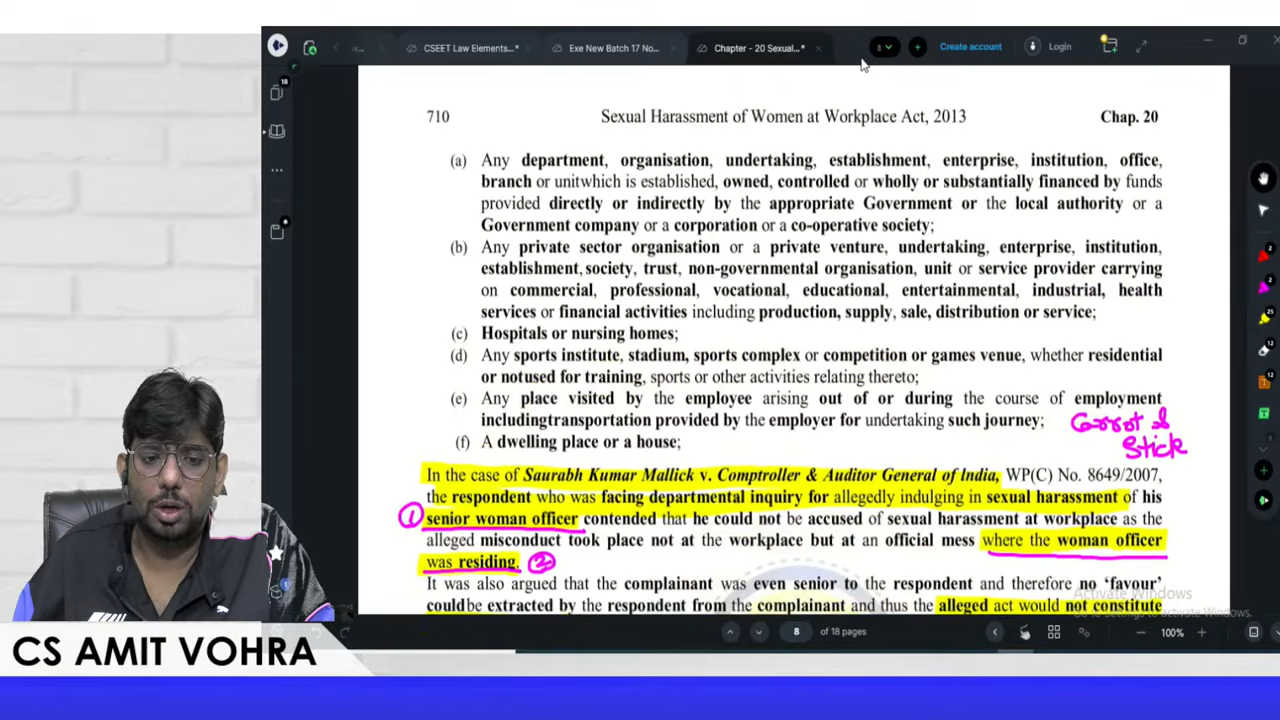 CSEET Law Elements...*
Exe New Batch 17 No...
Chapter - 20 Sexual...*
8
Create account
Login
18
710 Sexual Harassment of Women at Workplace Act, 2013 Chap. 20
(a) Any department, organisation, undertaking, establishment, enterprise, institution, office,
branch or unitwhich is established, owned, controlled or wholly or substantially financed by funds
provided directly or indirectly by the appropriate Government or the local authority or a
Government company or a corporation or a co-operative society;
(b) Any private sector organisation or a private venture, undertaking, enterprise, institution,
establishment, society, trust, non-governmental organisation, unit or service provider carrying
on commercial, professional, vocational, educational, entertainmental, industrial, health
services or financial activities including production, supply, sale, distribution or service;
(c) Hospitals or nursing homes;
(d) Any sports institute, stadium, sports complex or competition or games venue, whether residential
or notused for training, sports or other activities relating thereto;
(e) Any place visited by the employee arising out of or during the course of employment
includingtransportation provided by the employer for undertaking such journey;
Carrot &
Stick
(f) A dwelling place or a house;
In the case of Saurabh Kumar Mallick v. Comptroller & Auditor General of India, WP(C) No. 8649/2007,
the respondent who was facing departmental inquiry for allegedly indulging in sexual harassment of his
① senior woman officer contended that he could not be accused of sexual harassment at workplace as the
alleged misconduct took place not at the workplace but at an official mess where the woman officer
was residing. ②
It was also argued that the complainant was even senior to the respondent and therefore no ‘favour’
couldbe extracted by the respondent from the complainant and thus the alleged act would not constitute
Activate Windows
8 of 18 pages
100%
CS AMIT VOHRA